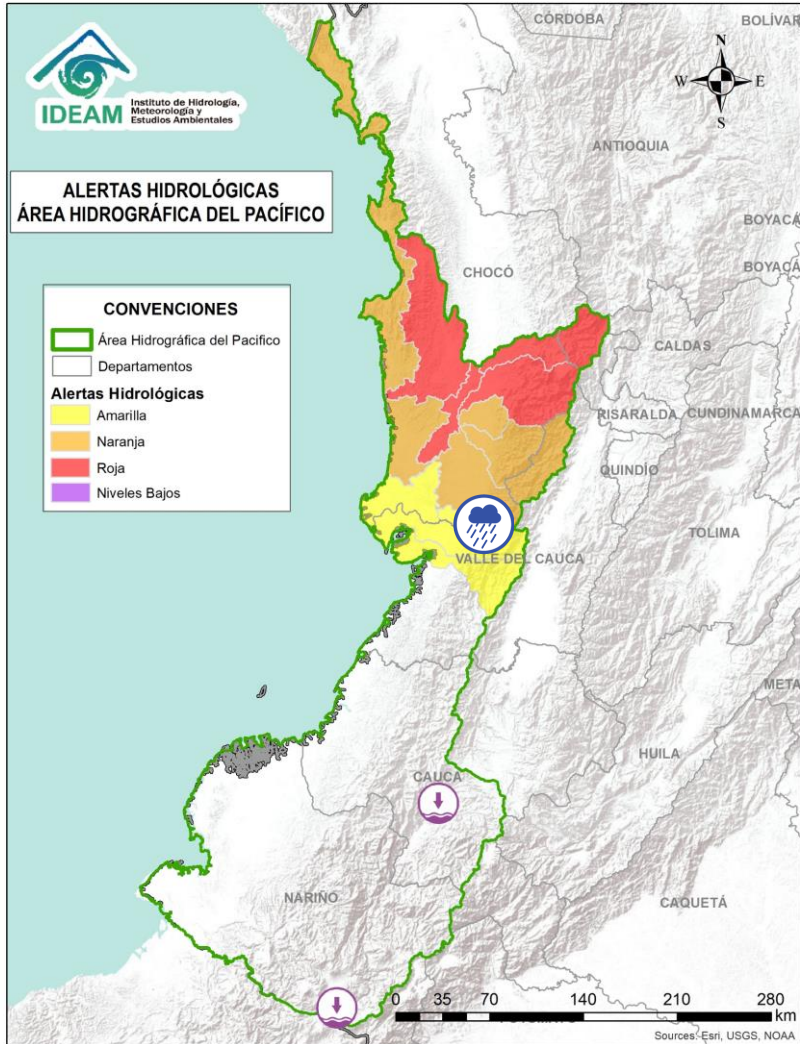 IDEAM
Instituto de Hidrología,
Meteorología y
Estudios Ambientales
ALERTAS HIDROLÓGICAS
ÁREA HIDROGRÁFICA DEL PACÍFICO
CONVENCIONES
Área Hidrográfica del Pacífico
Departamentos
Alertas Hidrológicas
Amarilla
Naranja
Roja
Niveles Bajos
CÓRDOBA
BOLÍVAR
N
W E
S
ANTIOQUIA
BOYACÁ
CHOCÓ
BOYACÁ
CALDAS
RISARALDA
CUNDINAMARCA
QUINDÍO
TOLIMA
VALLE DEL CAUCA
META
HUILA
CAUCA
NARIÑO
CAQUETÁ
0 35 70 140 210 280
km
Sources: Esri, USGS, NOAA